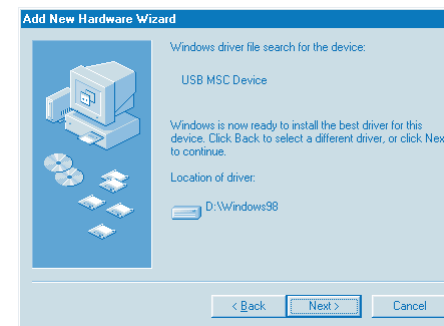 Add New Hardware Wizard
Windows driver file search for the device:
USB MSC Device
Windows is now ready to install the best driver for this
device. Click Back to select a different driver, or click Nex
to continue.
Location of driver:
D:\Windows98
< Back
Next >
Cancel